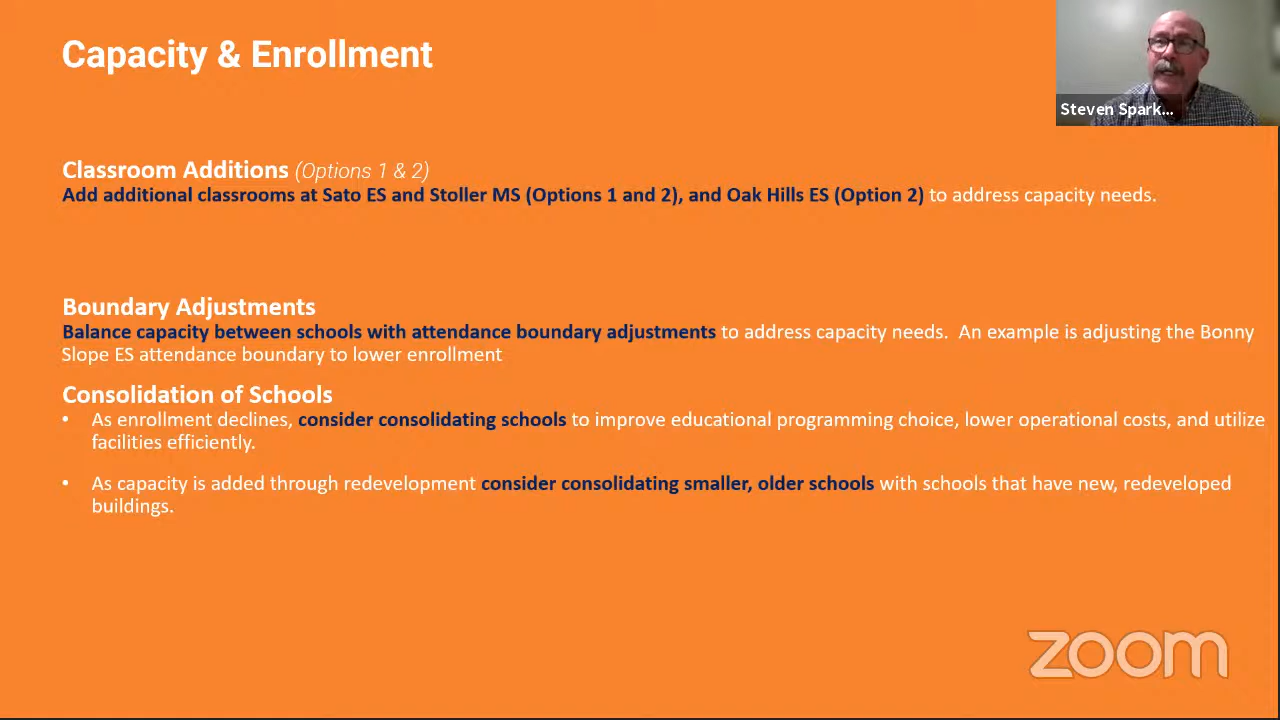 Capacity & Enrollment
Steven Spark...
Classroom Additions (Options 1 & 2)
Add additional classrooms at Sato ES and Stoller MS (Options 1 and 2), and Oak Hills ES (Option 2) to address capacity needs.
Boundary Adjustments
Balance capacity between schools with attendance boundary adjustments to address capacity needs.  An example is adjusting the Bonny
Slope ES attendance boundary to lower enrollment
Consolidation of Schools
• As enrollment declines, consider consolidating schools to improve educational programming choice, lower operational costs, and utilize
facilities efficiently.
• As capacity is added through redevelopment consider consolidating smaller, older schools with schools that have new, redeveloped
buildings.
zoom